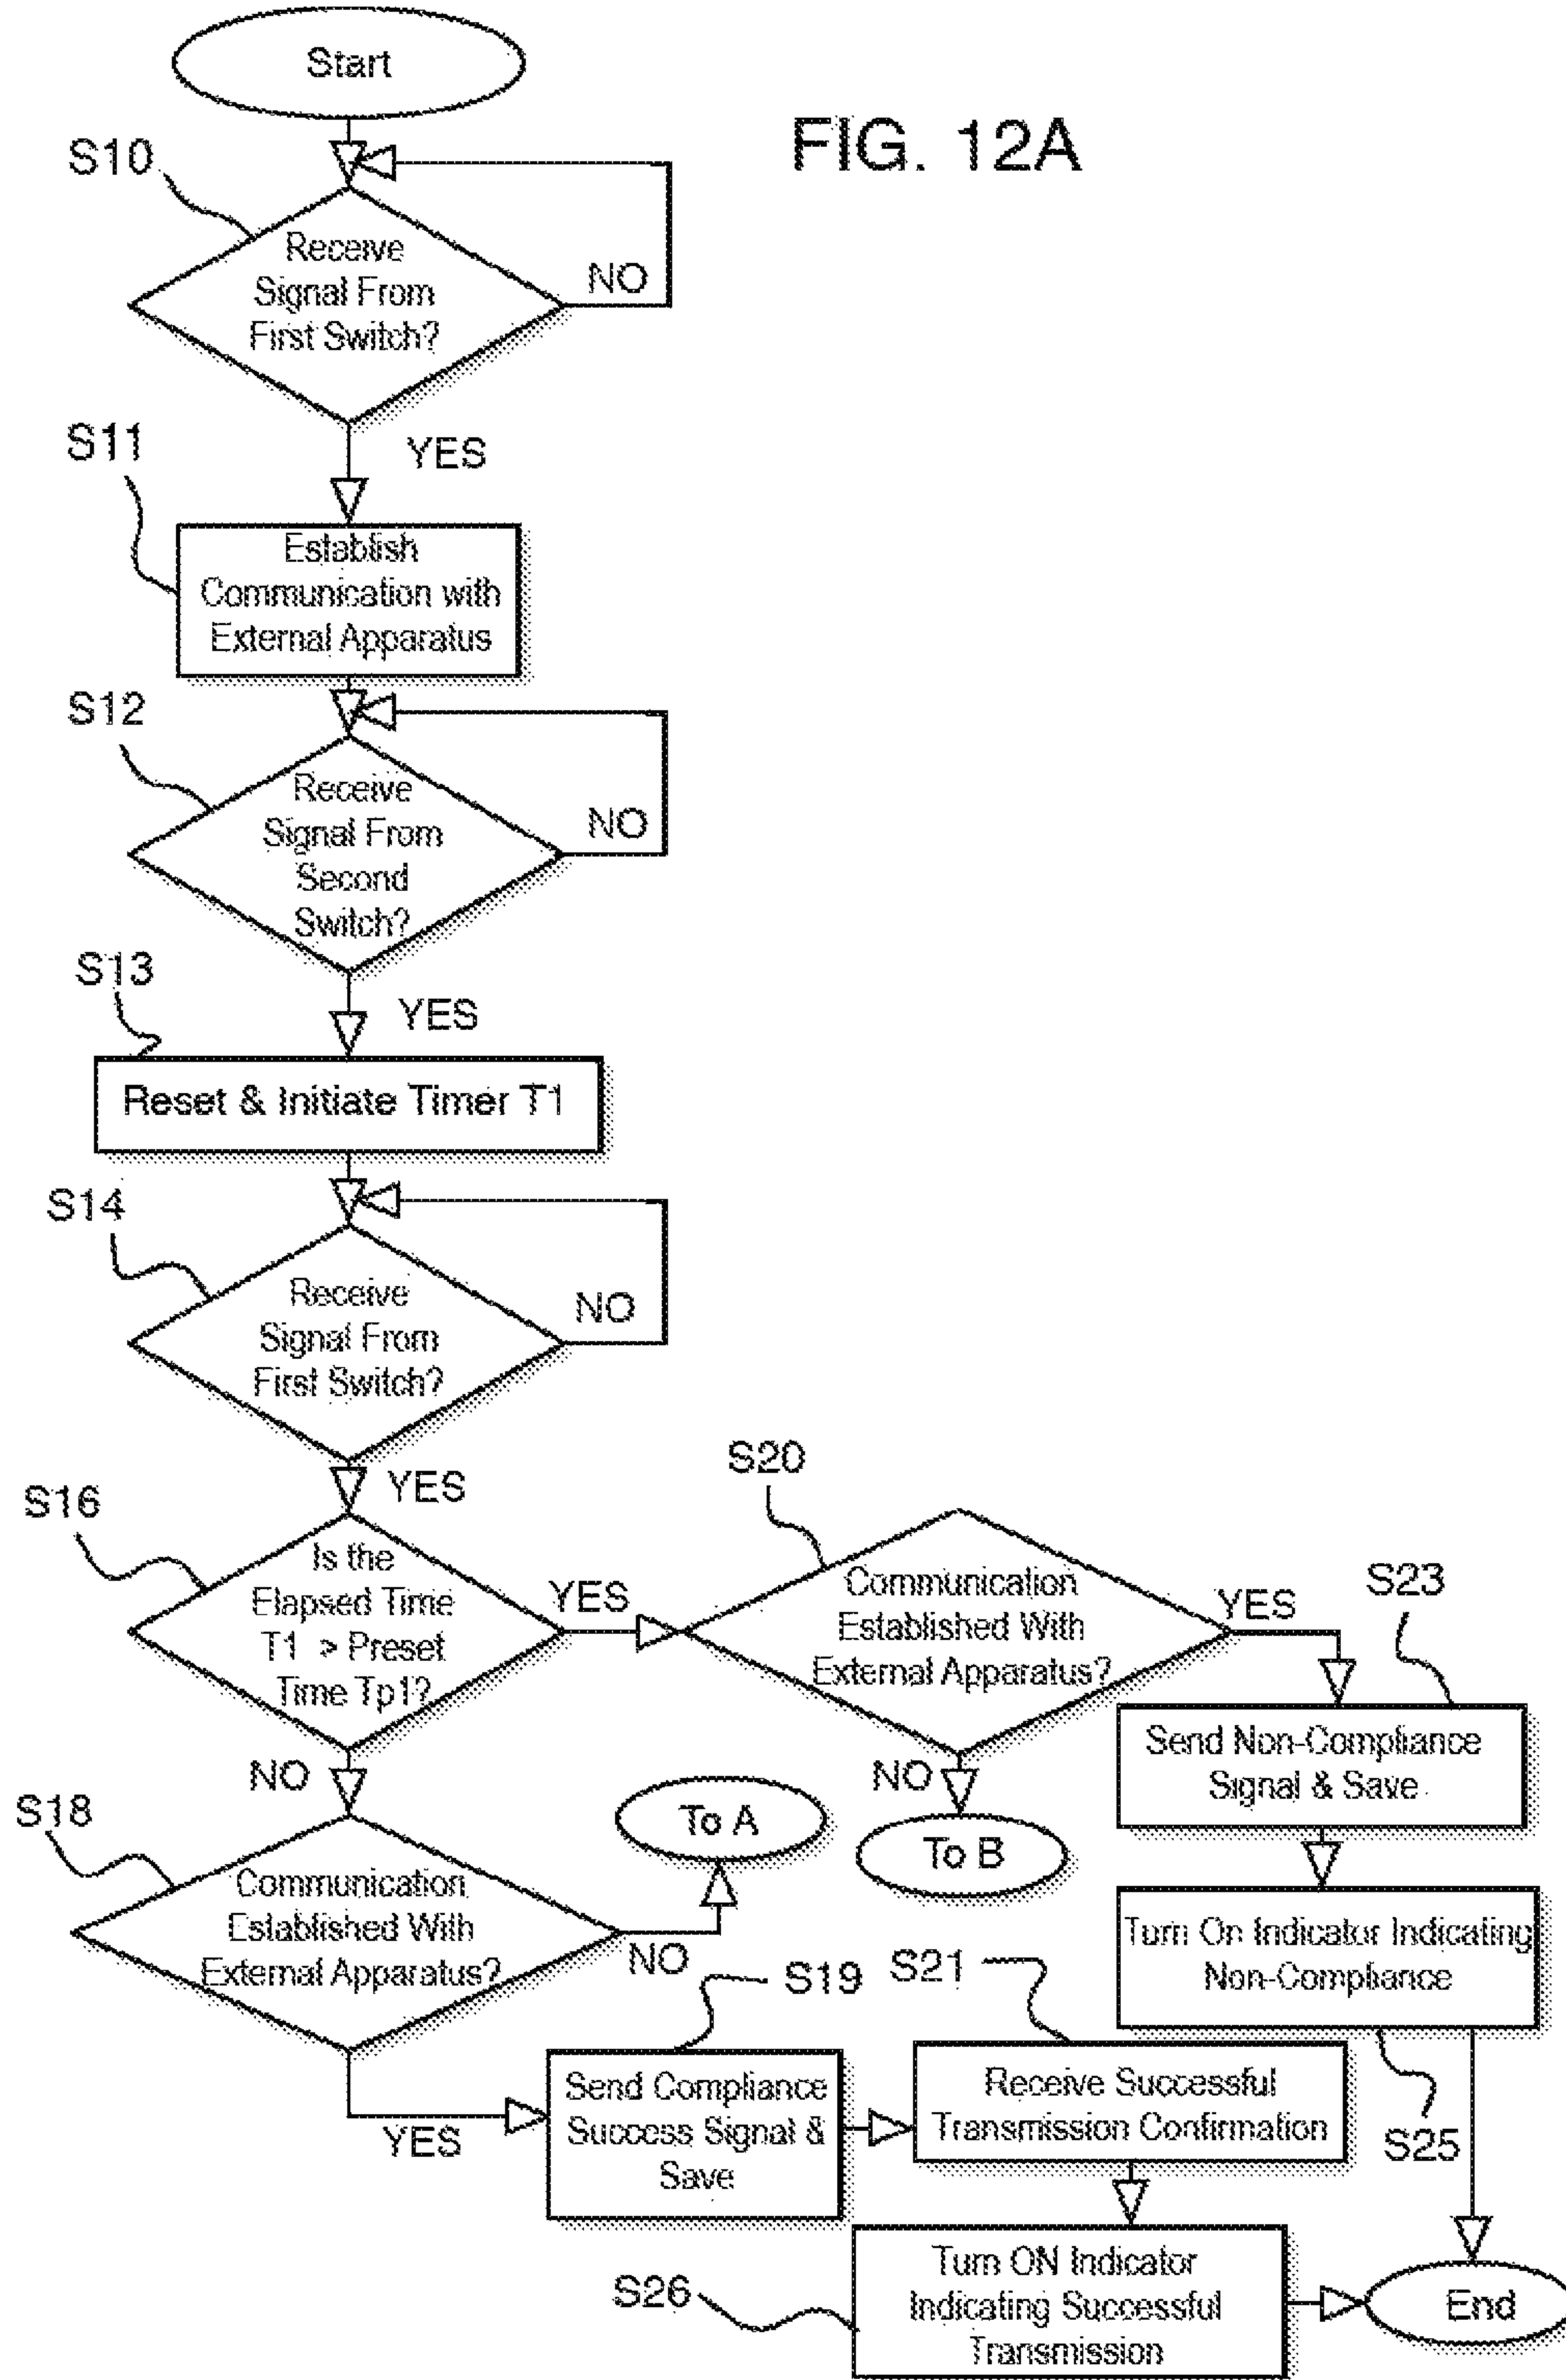 Start
FIG. 12A
S10
Receive
Signal From
First Switch?
NO
YES
S11
Establish
Communication with
External Apparatus
S12
Receive
Signal From
Second
Switch?
NO
YES
S13
Reset & Initiate Timer T1
S14
Receive
Signal From
First Switch?
NO
YES
S16
Is the
Elapsed Time
T1 > Preset
Time Tp1?
YES
NO
S20
Communication
Established With
External Apparatus?
YES
NO
To B
S23
Send Non-Compliance
Signal & Save
Turn On Indicator Indicating
Non-Compliance
S25
S18
Communication
Established With
External Apparatus?
NO
To A
YES
S19
Send Compliance
Success Signal &
Save
S21
Receive Successful
Transmission Confirmation
S26
Turn ON Indicator
Indicating Successful
Transmission
End